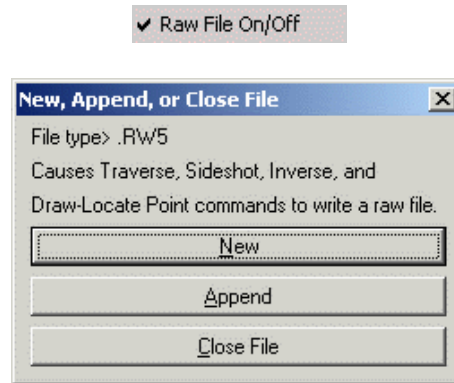 ✔ Raw File On/Off
New, Append, or Close File
File type> .RW5
Causes Traverse, Sideshot, Inverse, and
Draw-Locate Point commands to write a raw file.
New
Append
Close File